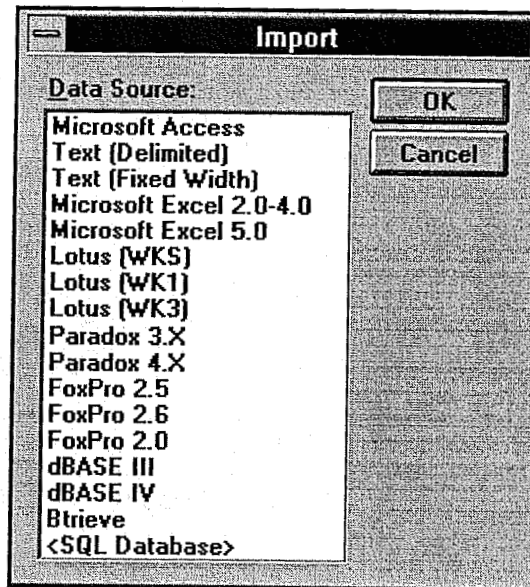 Import
Data Source:
OK
Cancel
Microsoft Access
Text (Delimited)
Text (Fixed Width)
Microsoft Excel 2.0-4.0
Microsoft Excel 5.0
Lotus (WKS)
Lotus (WK1)
Lotus (WK3)
Paradox 3.X
Paradox 4.X
FoxPro 2.5
FoxPro 2.6
FoxPro 2.0
dBASE III
dBASE IV
Btrieve
<SQL Database>